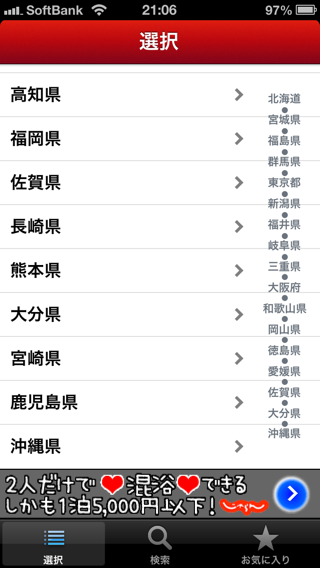 SoftBank 21:06 97%
選択
高知県
福岡県
佐賀県
長崎県
熊本県
大分県
宮崎県
鹿児島県
沖縄県
北海道
宮城県
福島県
群馬県
東京都
新潟県
福井県
岐阜県
三重県
大阪府
和歌山県
岡山県
徳島県
愛媛県
佐賀県
大分県
沖縄県
2人だけで❤混浴❤できる
しかも1泊5,000円以下! じゃらん
選択 検索 お気に入り